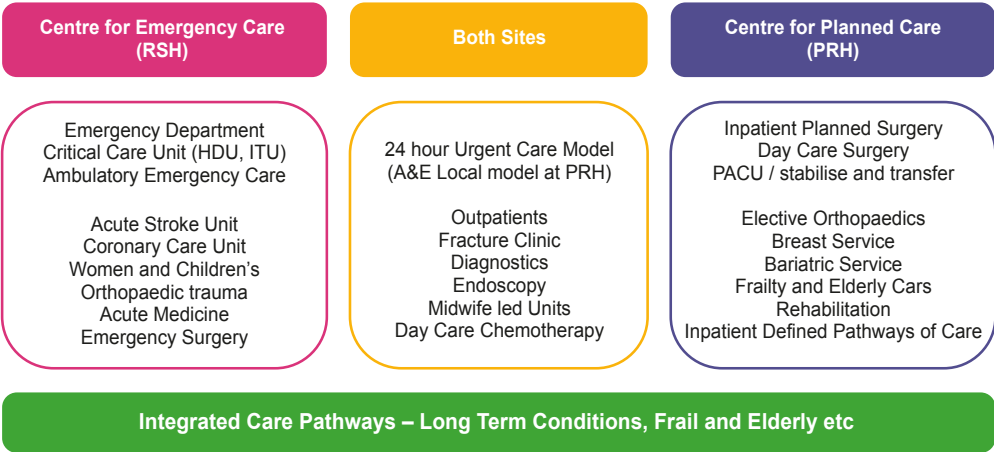 Centre for Emergency Care
(RSH)
Both Sites
Centre for Planned Care
(PRH)
Emergency Department
Critical Care Unit (HDU, ITU)
Ambulatory Emergency Care
Acute Stroke Unit
Coronary Care Unit
Women and Children's
Orthopaedic trauma
Acute Medicine
Emergency Surgery
24 hour Urgent Care Model
(A&E Local model at PRH)
Outpatients
Fracture Clinic
Diagnostics
Endoscopy
Midwife led Units
Day Care Chemotherapy
Inpatient Planned Surgery
Day Care Surgery
PACU / stabilise and transfer
Elective Orthopaedics
Breast Service
Bariatric Service
Frailty and Elderly Cars
Rehabilitation
Inpatient Defined Pathways of Care
Integrated Care Pathways – Long Term Conditions, Frail and Elderly etc